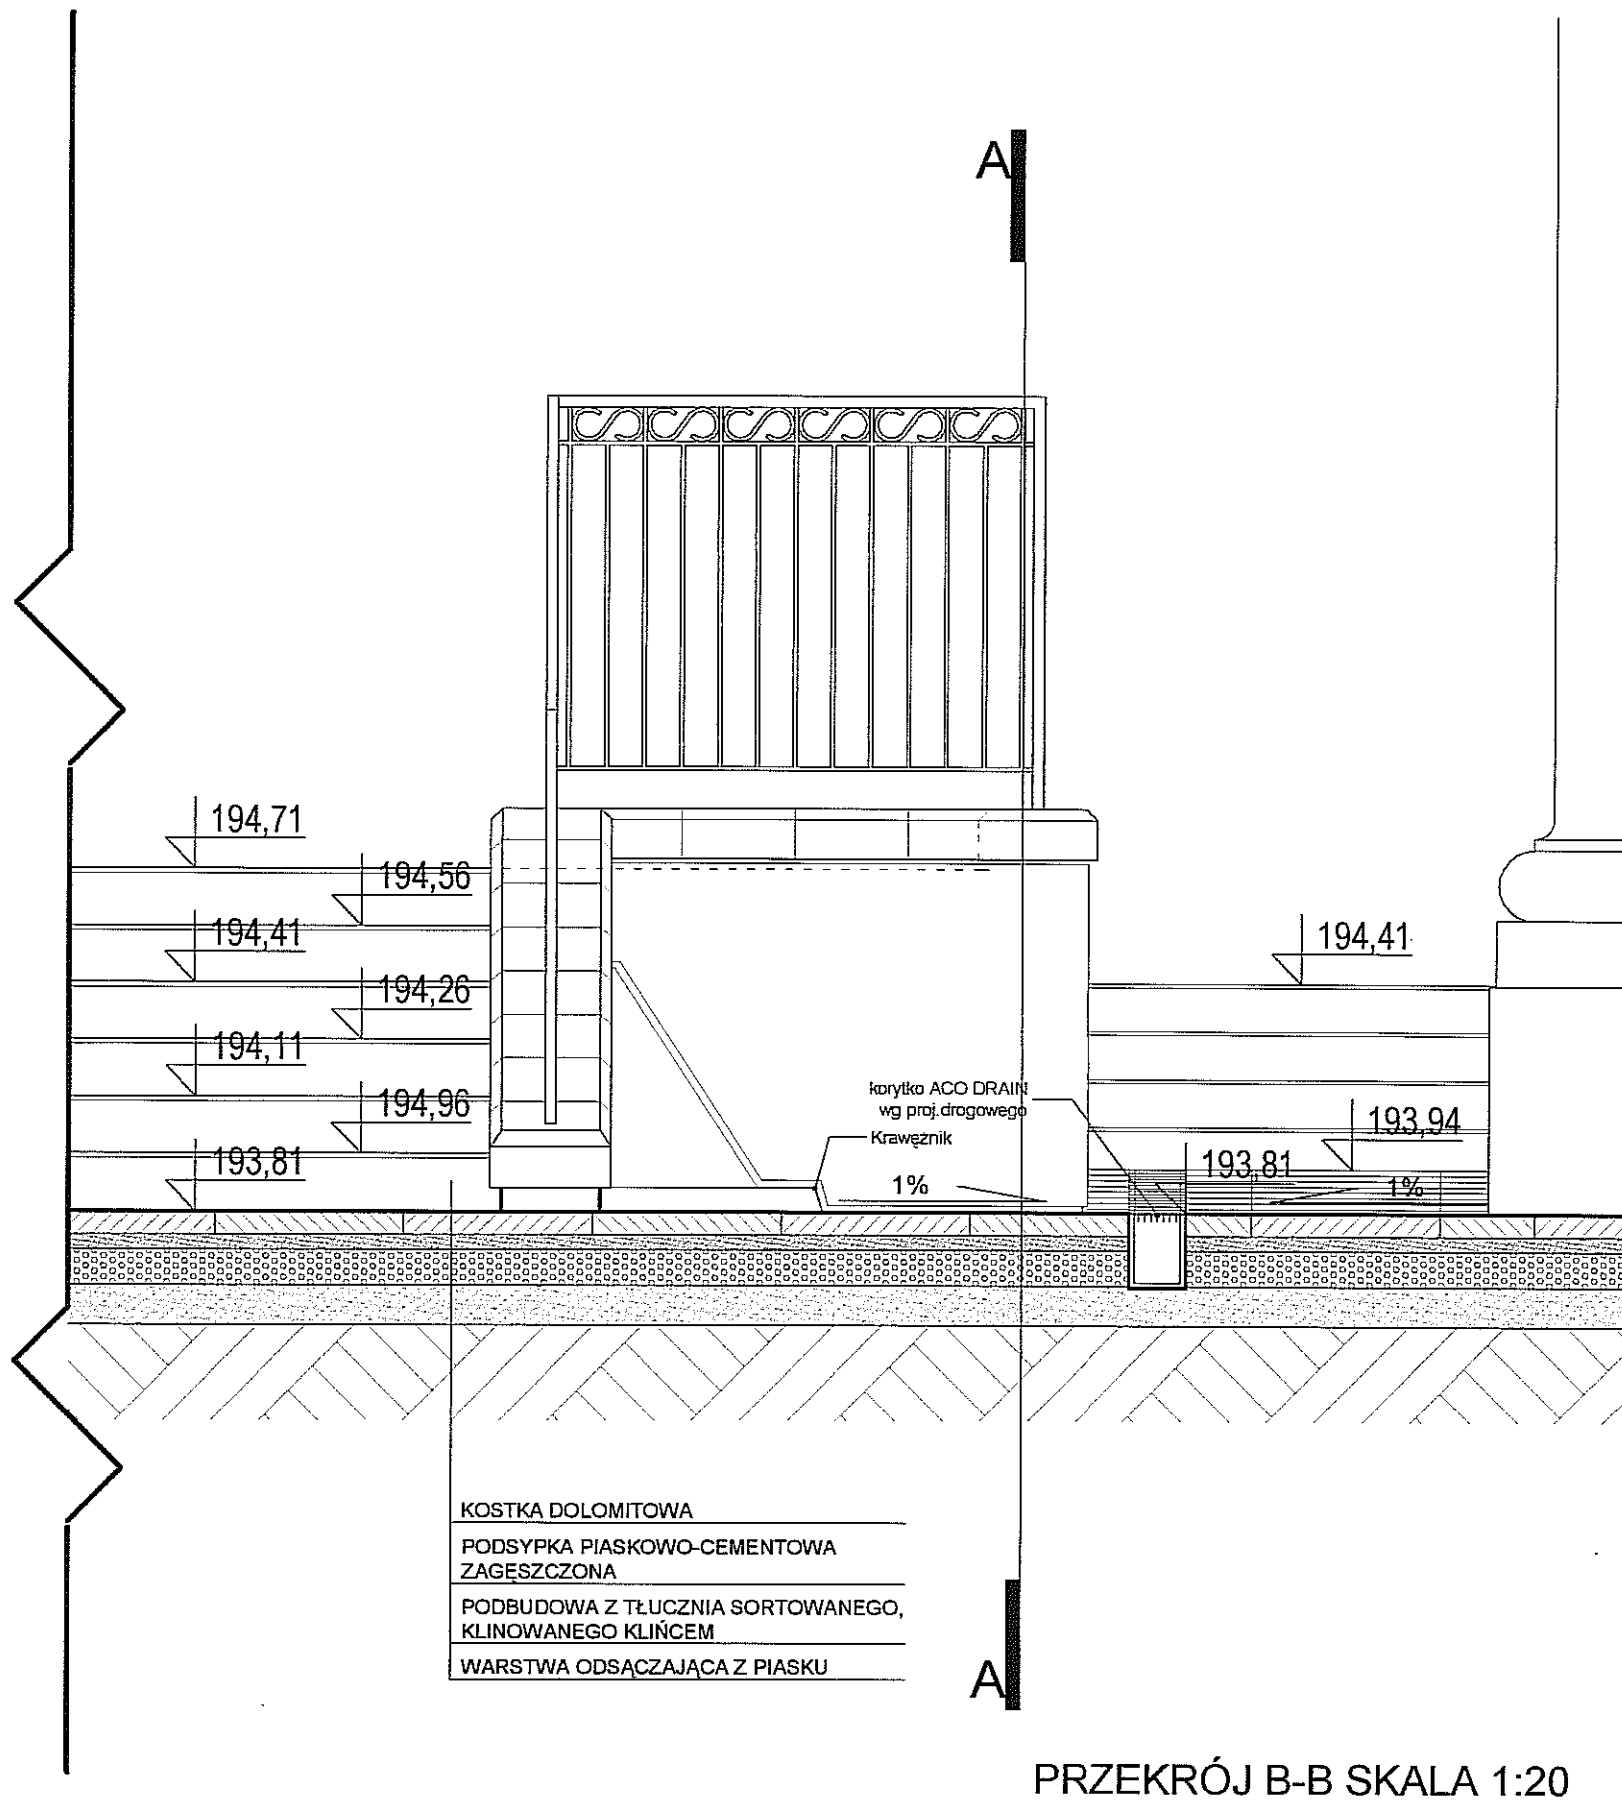 A
194,71
194,56
194,41
194,41
194,26
194,11
korytko ACO DRAIN
wg proj.drogowego
194,96
Krawężnik
193,94
193,81
193,81
1%
1%
KOSTKA DOLOMITOWA
PODSYPKA PIASKOWO-CEMENTOWA
ZAGĘSZCZONA
PODBUDOWA Z TŁUCZNIA SORTOWANEGO,
KLINOWANEGO KLIŃCEM
WARSTWA ODSĄCZAJĄCA Z PIASKU
A
PRZEKRÓJ B-B SKALA 1:20